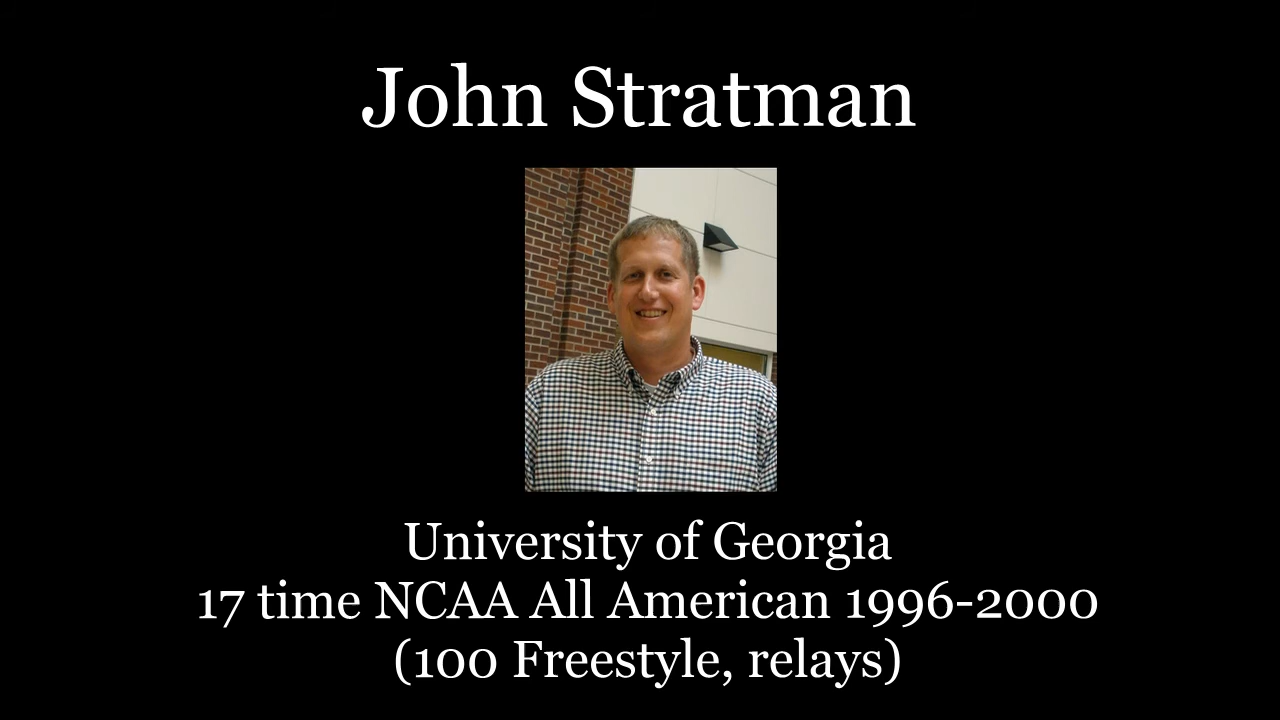 John Stratman
University of Georgia
17 time NCAA All American 1996-2000
(100 Freestyle, relays)